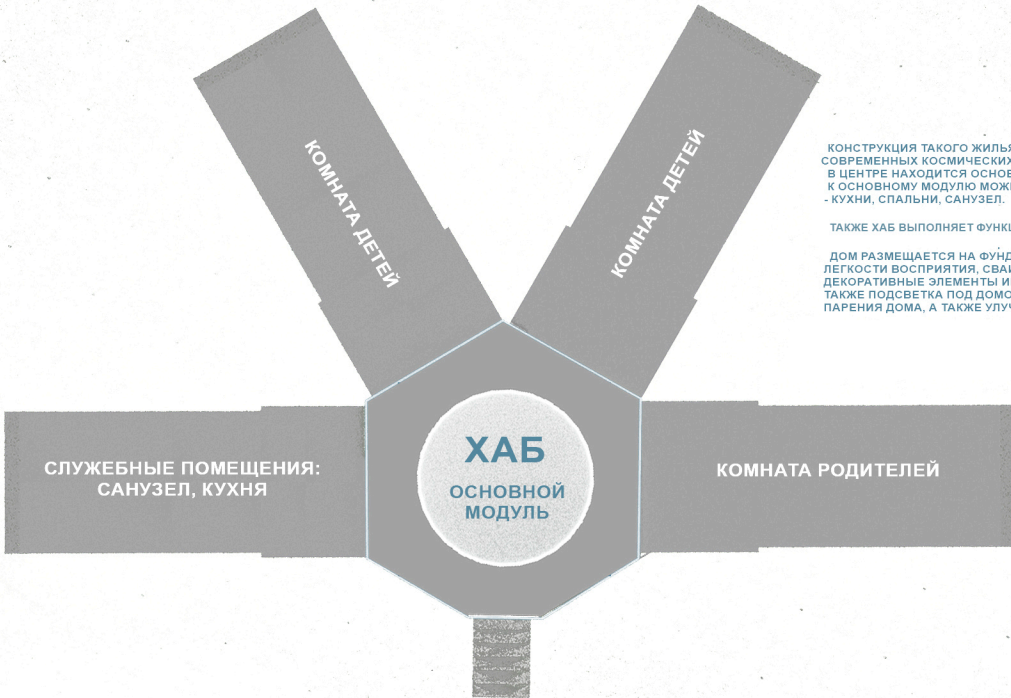 КОМНАТА ДЕТЕЙ
КОМНАТА ДЕТЕЙ
КОНСТРУКЦИЯ ТАКОГО ЖИЛЬЯ
СОВРЕМЕННЫХ КОСМИЧЕСКИХ
В ЦЕНТРЕ НАХОДИТСЯ
К ОСНОВНОМУ МОДУЛЮ
- КУХНИ, СПАЛЬНИ, САНУЗЕЛ.
ТАКЖЕ ХАБ ВЫПОЛНЯЕТ
ДОМ РАЗМЕЩАЕТСЯ НА
ЛЕГКОСТИ ВОСПРИЯТИЯ,
ДЕКОРАТИВНЫЕ ЭЛЕМЕНТЫ
ТАКЖЕ ПОДСВЕТКА ПОД
ПАРЕНИЯ ДОМА, А ТАКЖЕ
СЛУЖЕБНЫЕ ПОМЕЩЕНИЯ:
САНУЗЕЛ, КУХНЯ
ХАБ
ОСНОВНОЙ
МОДУЛЬ
КОМНАТА РОДИТЕЛЕЙ